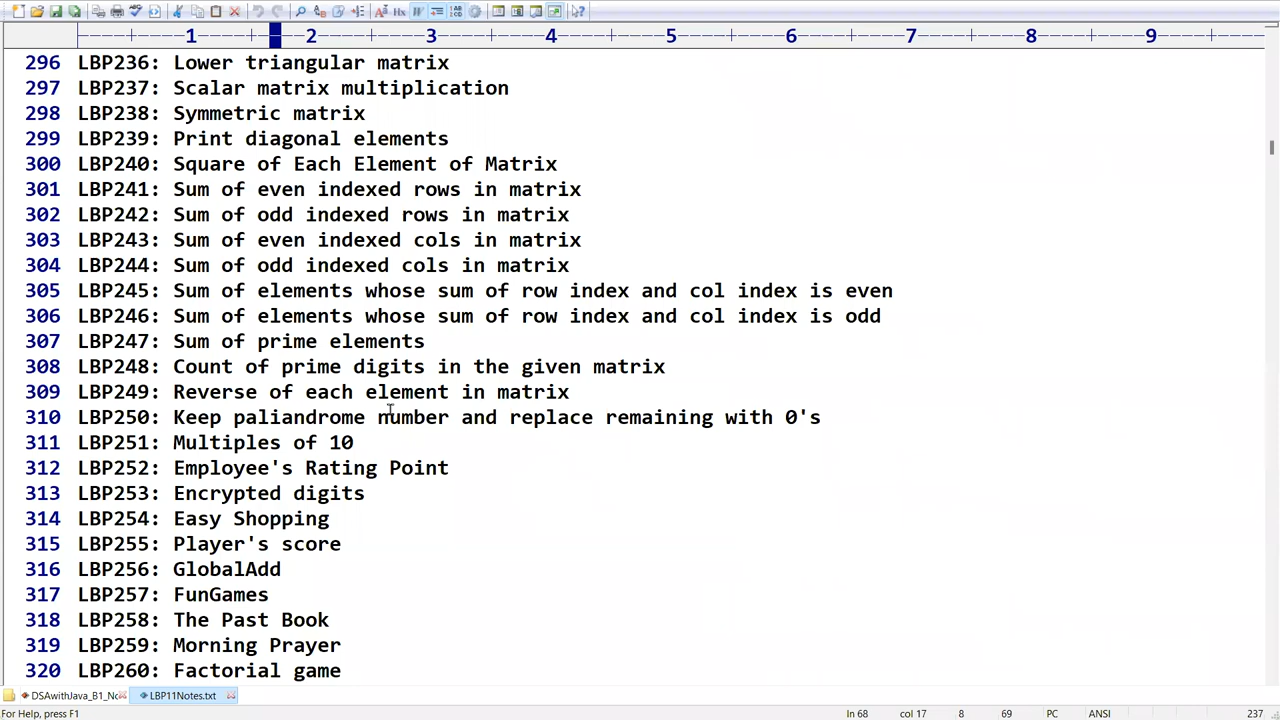 1 2 3 4 5 6 7 8 9
296 LBP236: Lower triangular matrix
297 LBP237: Scalar matrix multiplication
298 LBP238: Symmetric matrix
299 LBP239: Print diagonal elements
300 LBP240: Square of Each Element of Matrix
301 LBP241: Sum of even indexed rows in matrix
302 LBP242: Sum of odd indexed rows in matrix
303 LBP243: Sum of even indexed cols in matrix
304 LBP244: Sum of odd indexed cols in matrix
305 LBP245: Sum of elements whose sum of row index and col index is even
306 LBP246: Sum of elements whose sum of row index and col index is odd
307 LBP247: Sum of prime elements
308 LBP248: Count of prime digits in the given matrix
309 LBP249: Reverse of each element in matrix
310 LBP250: Keep paliandrome number and replace remaining with 0's
311 LBP251: Multiples of 10
312 LBP252: Employee's Rating Point
313 LBP253: Encrypted digits
314 LBP254: Easy Shopping
315 LBP255: Player's score
316 LBP256: GlobalAdd
317 LBP257: FunGames
318 LBP258: The Past Book
319 LBP259: Morning Prayer
320 LBP260: Factorial game
DSAwithJava_B1_No LBP11Notes.txt
For Help, press F1 ln 68 col 17 8 69 PC ANSI 237